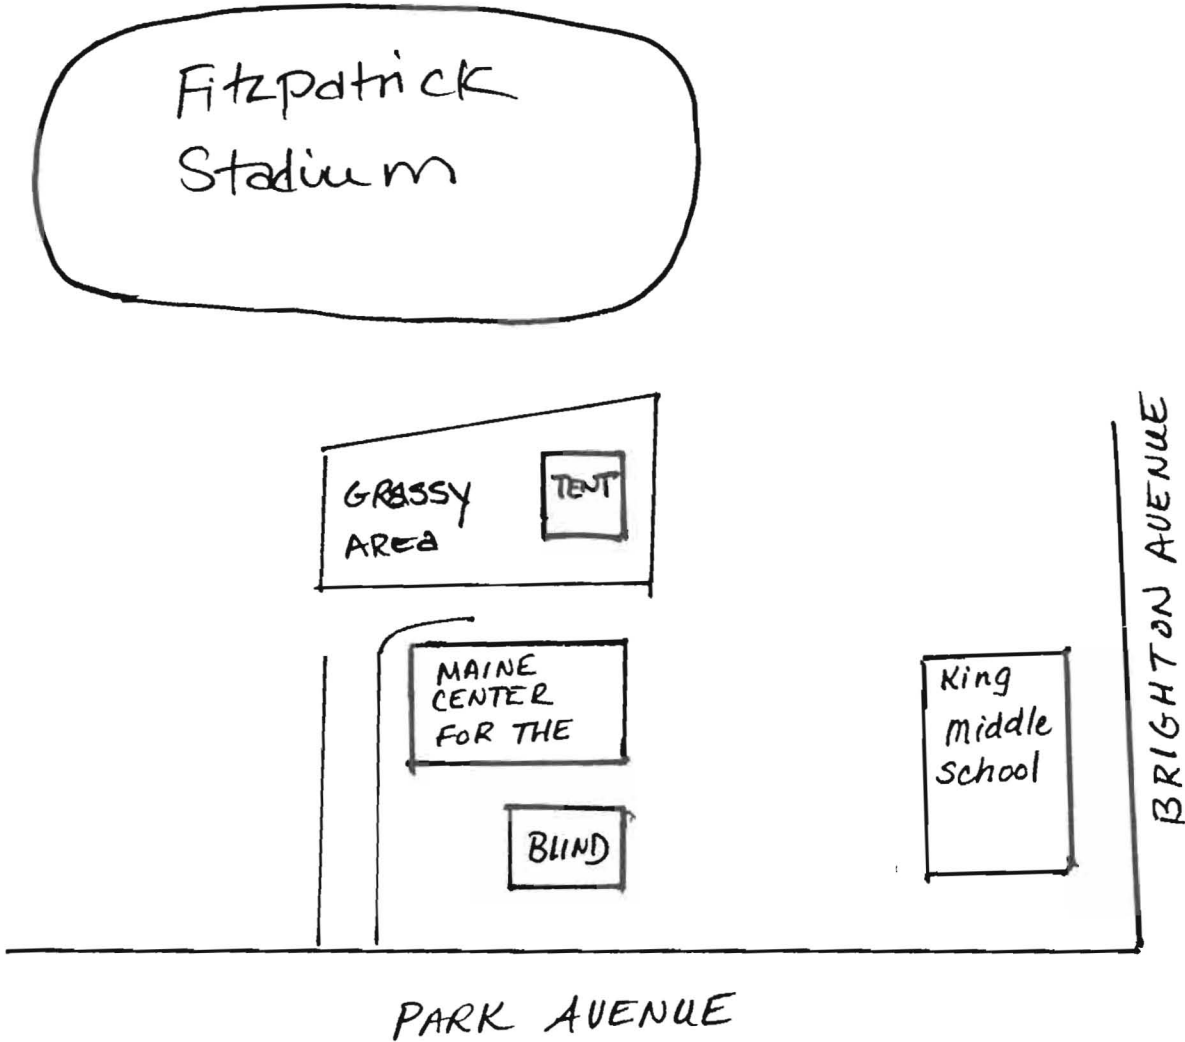 Fitzpatrick
Stadium
GRASSY
AREa
TENT
MAINE
CENTER
FOR THE
BLIND
King
middle
school
BRIGHTON AVENUE
PARK AVENUE